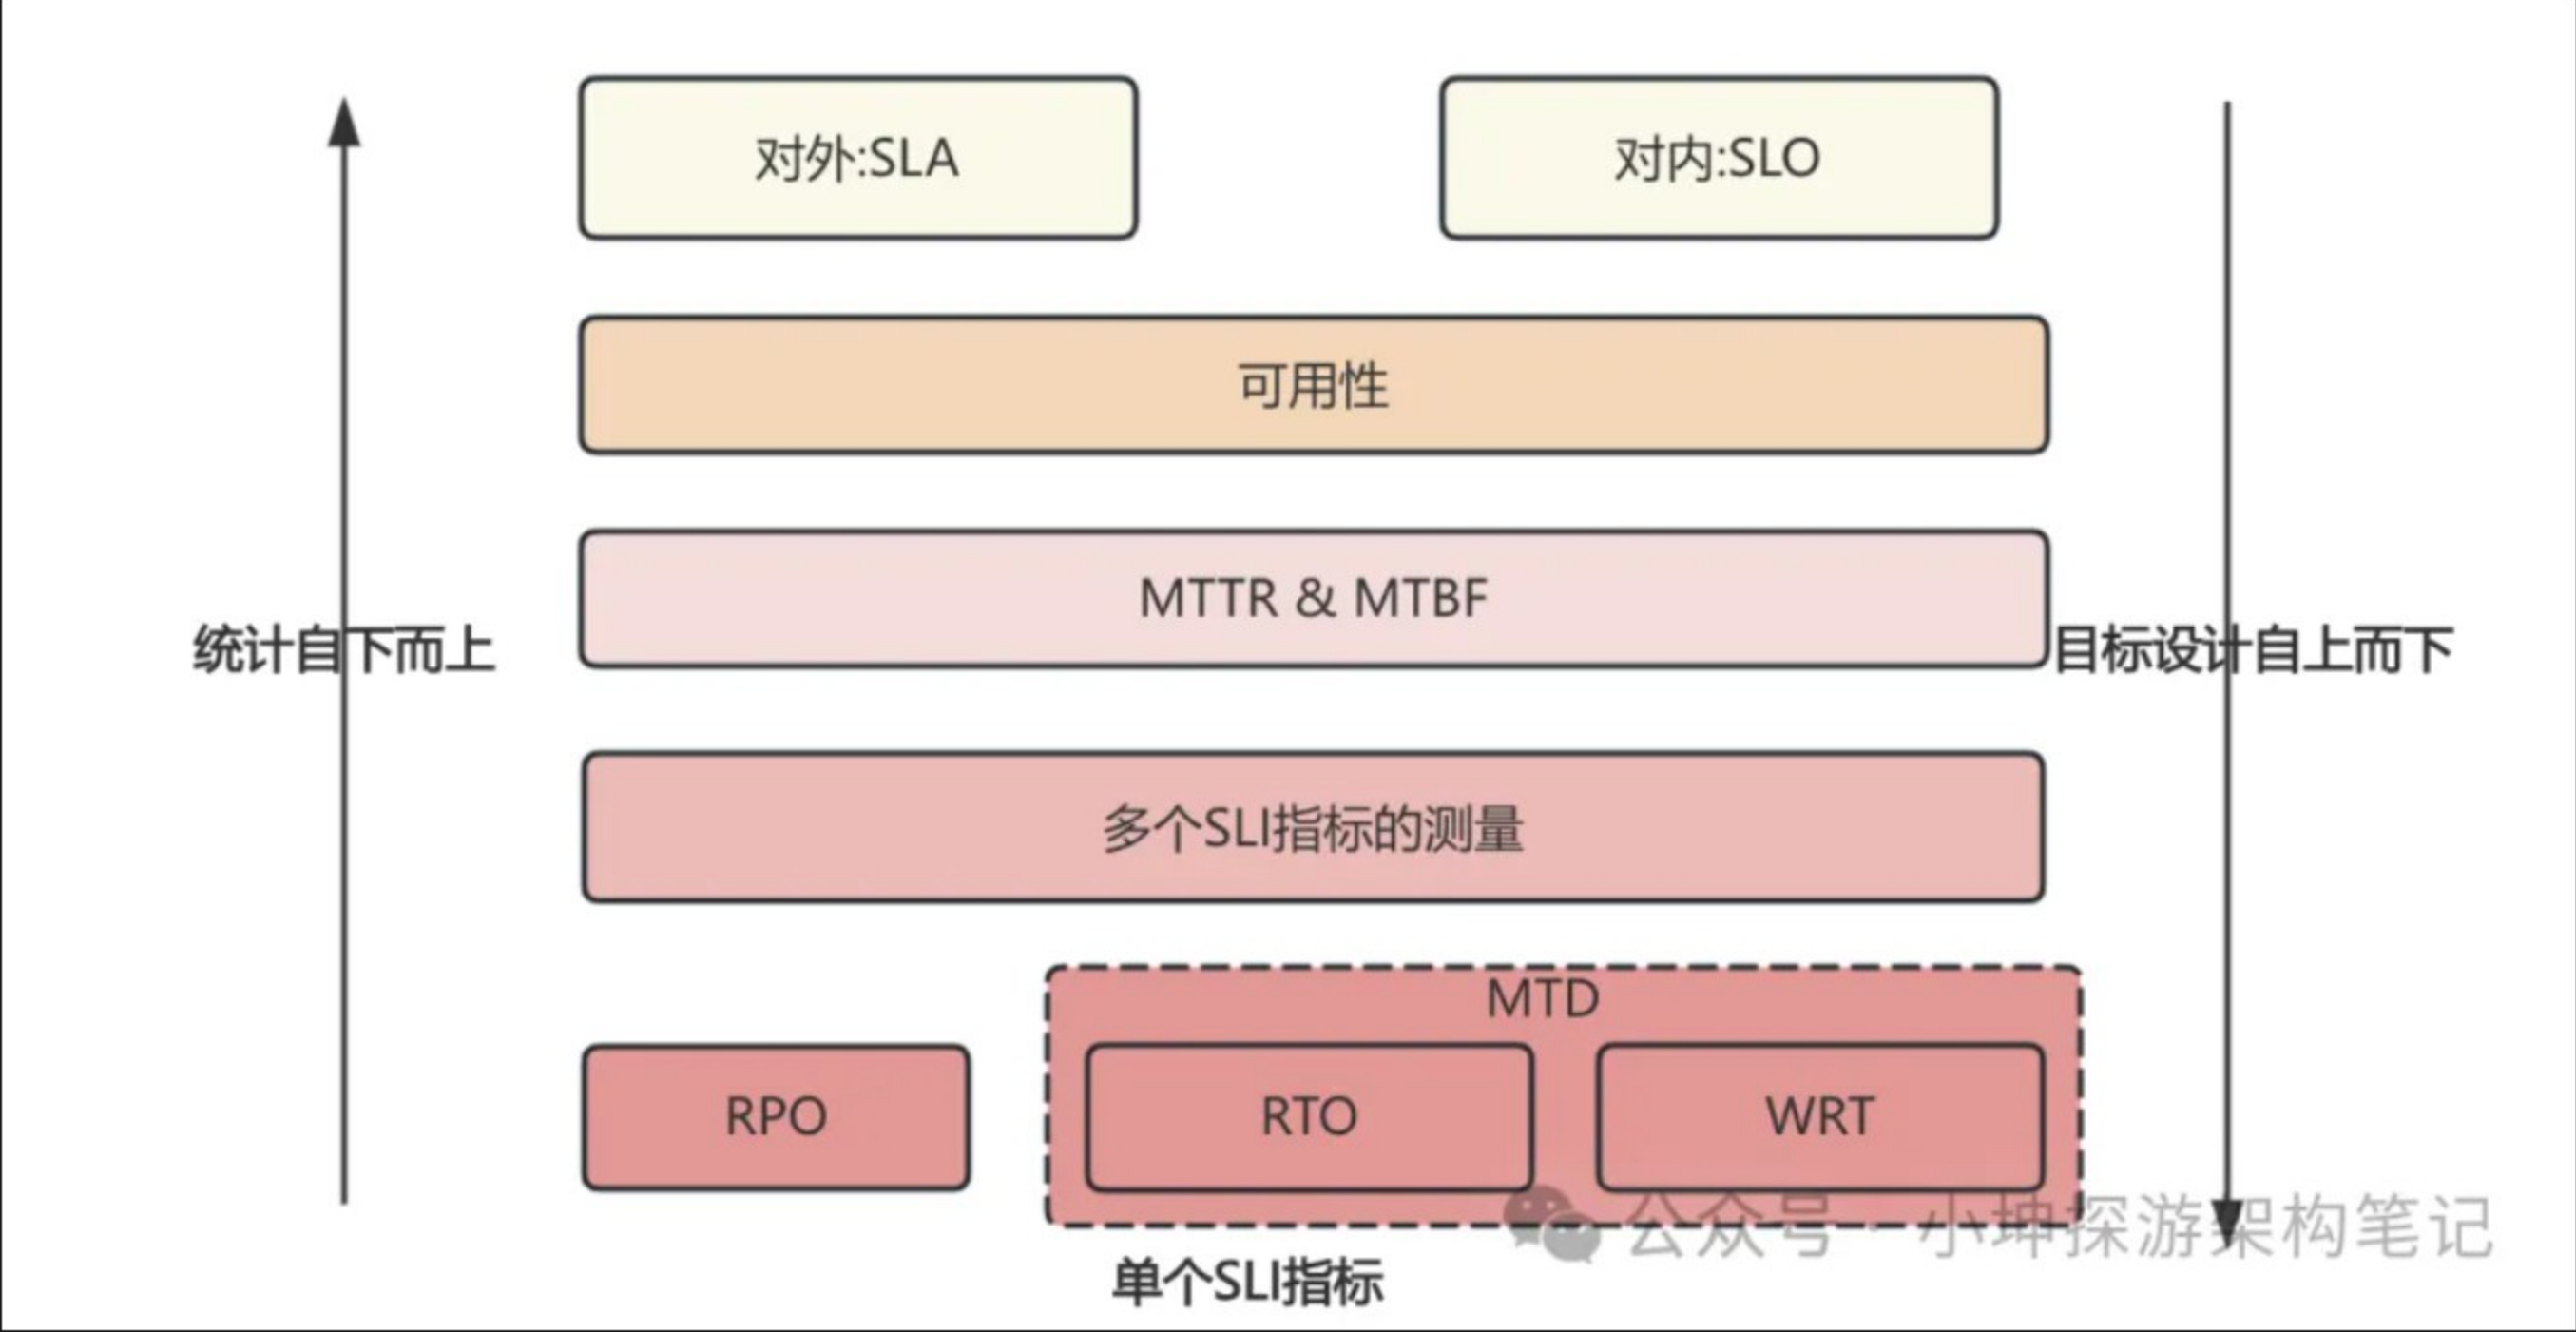 对外:SLA
对内:SLO
可用性
MTTR & MTBF
统计自下而上
目标设计自上而下
多个SLI指标的测量
MTD
RPO
RTO
WRT
公众号 · 小坤探游架构笔记
单个SLI指标